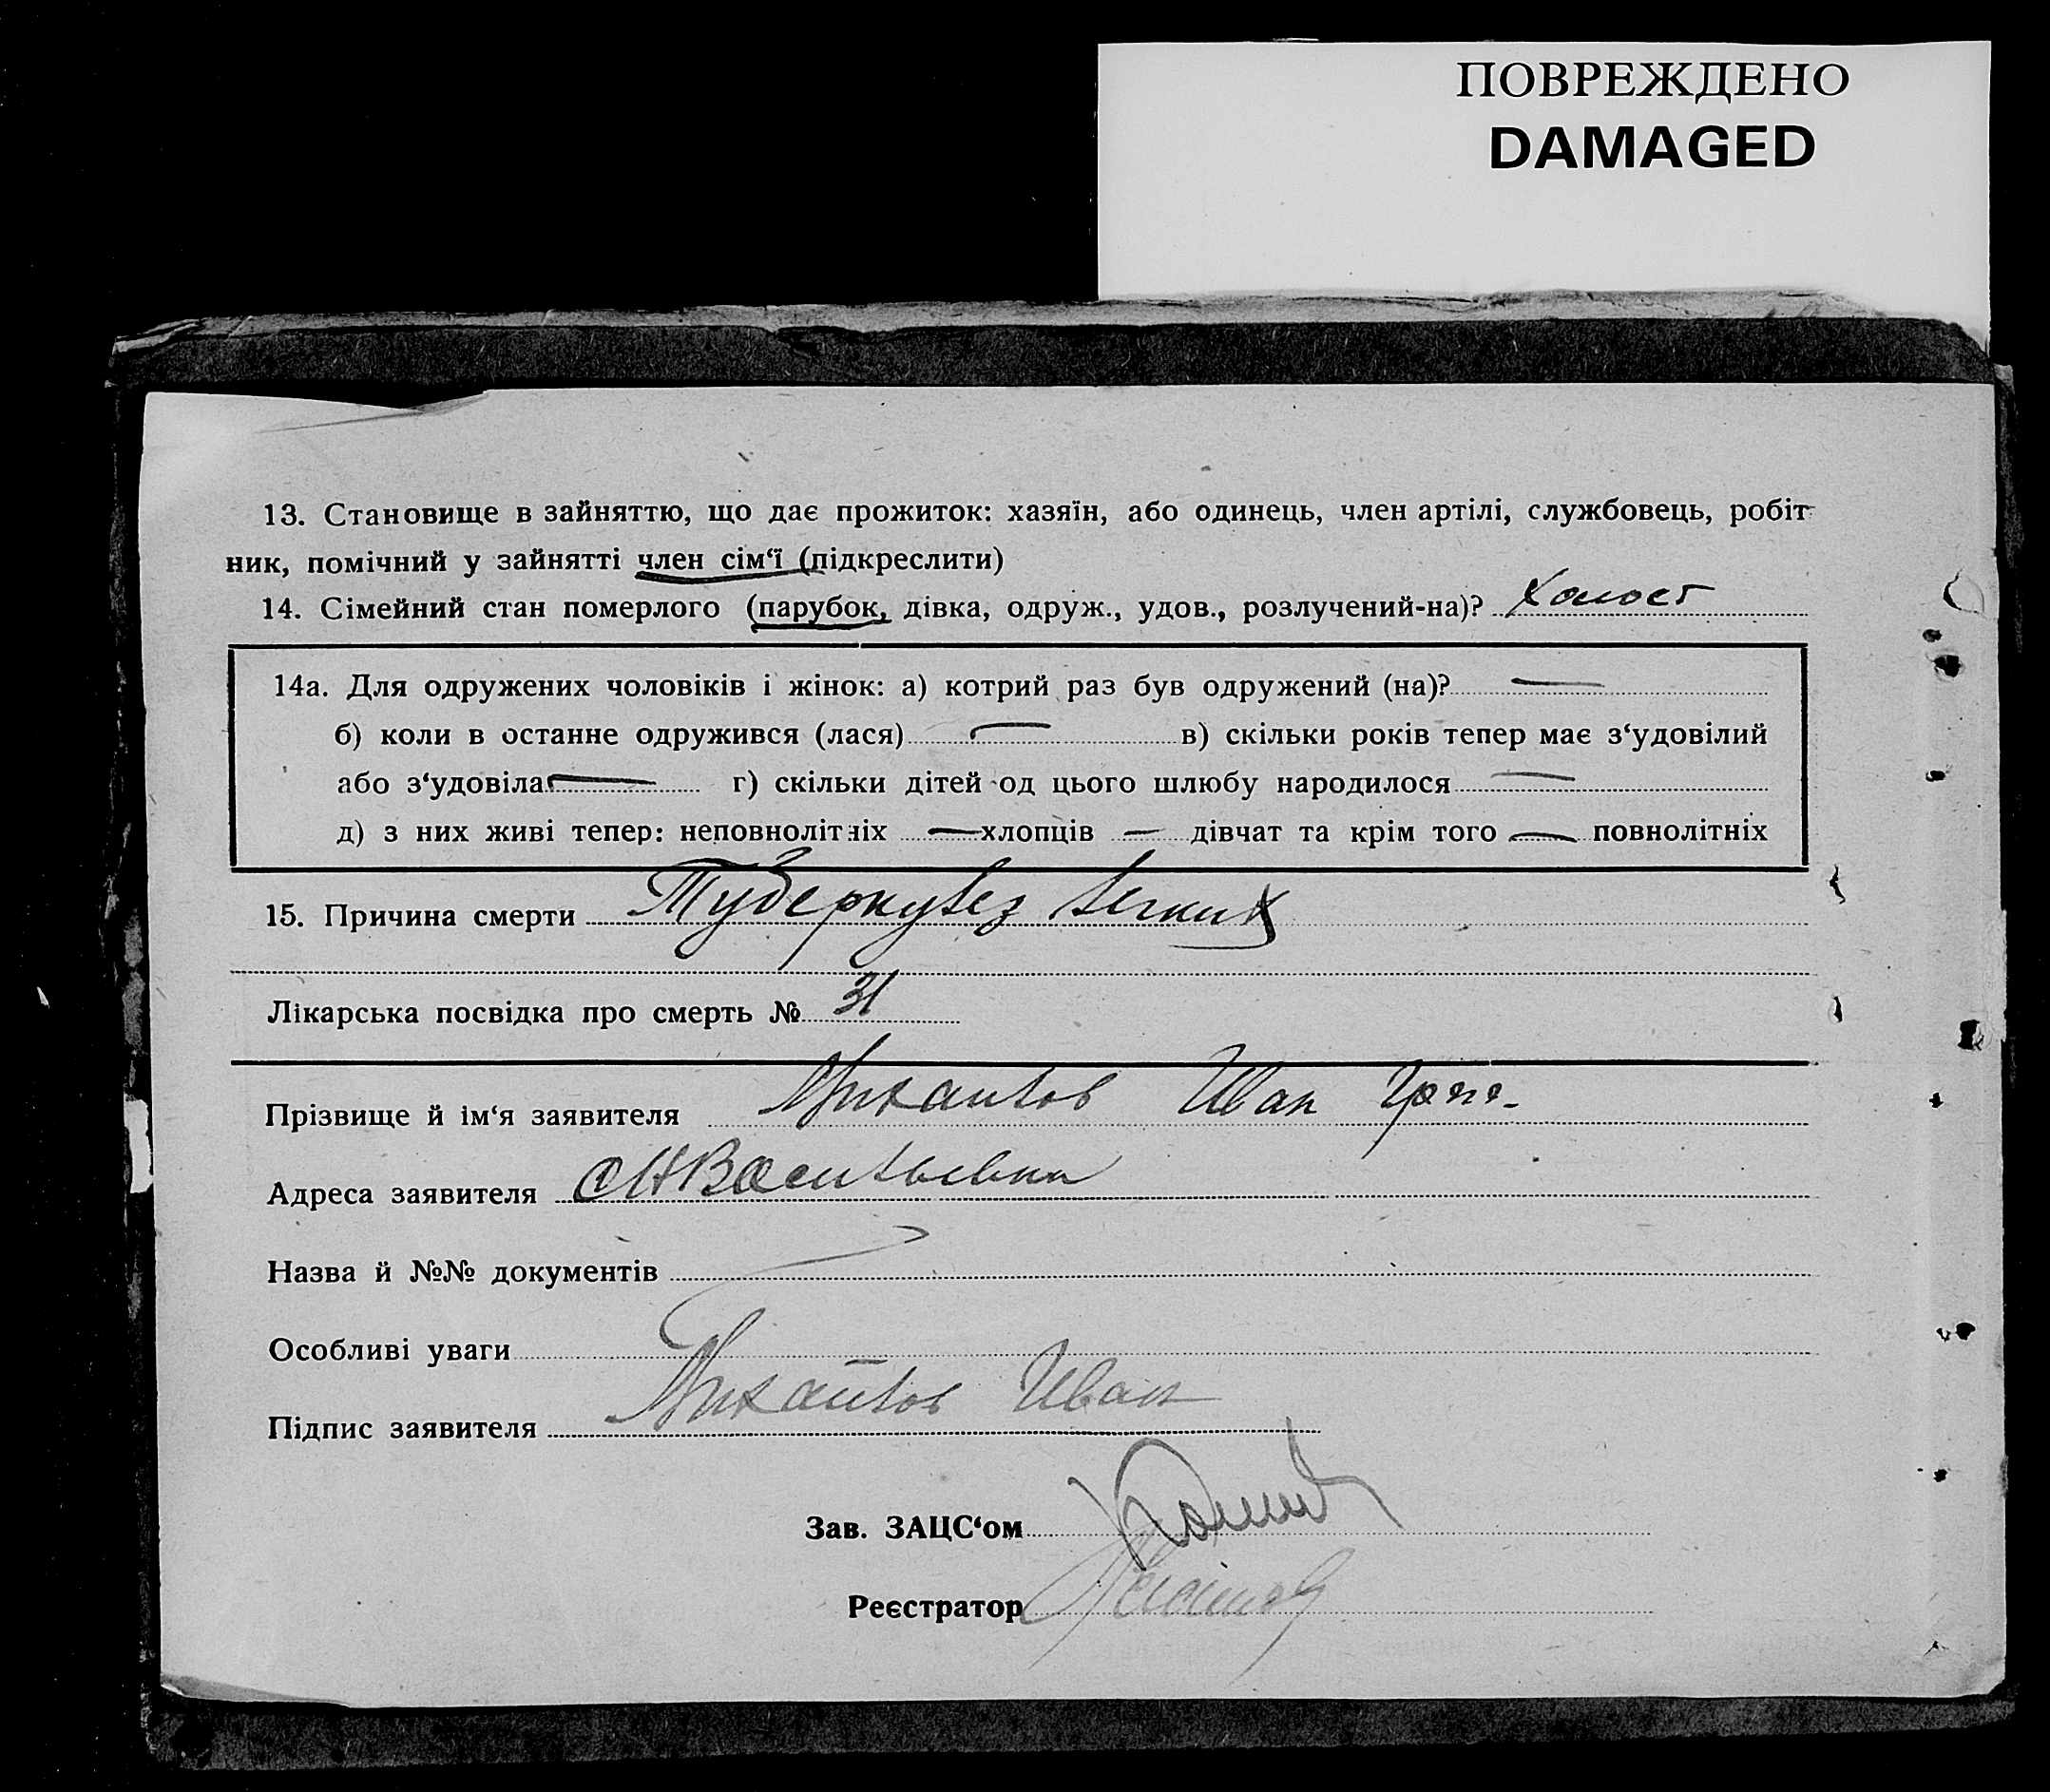 ПОВРЕЖДЕНО
DAMAGED
13. Становище в зайняттю, що дає прожиток: хазяїн, або одинець, член артілі, службовець, робіт-
ник, помічний у зайнятті член сім‘ї (підкреслити)
14. Сімейний стан померлого (парубок, дівка, одруж., удов., розлучений-на)? Холост
14а. Для одружених чоловіків і жінок: а) котрий раз був одружений (на)? —
б) коли в останне одружився (лася) — в) скільки років тепер має з‘удовілий
або з‘удовіла — г) скільки дітей од цього шлюбу народилося —
д) з них живі тепер: неповнолітніх — хлопців — дівчат та крім того — повнолітніх
15. Причина смерти Туберкулез легких
Лікарська посвідка про смерть № 31
Прізвище й ім‘я заявителя Михайлов Иван
Адреса заявителя
Назва й №№ документів
Особливі уваги
Підпис заявителя Михайлов Иван
Зав. ЗАЦС‘ом
Реєстратор